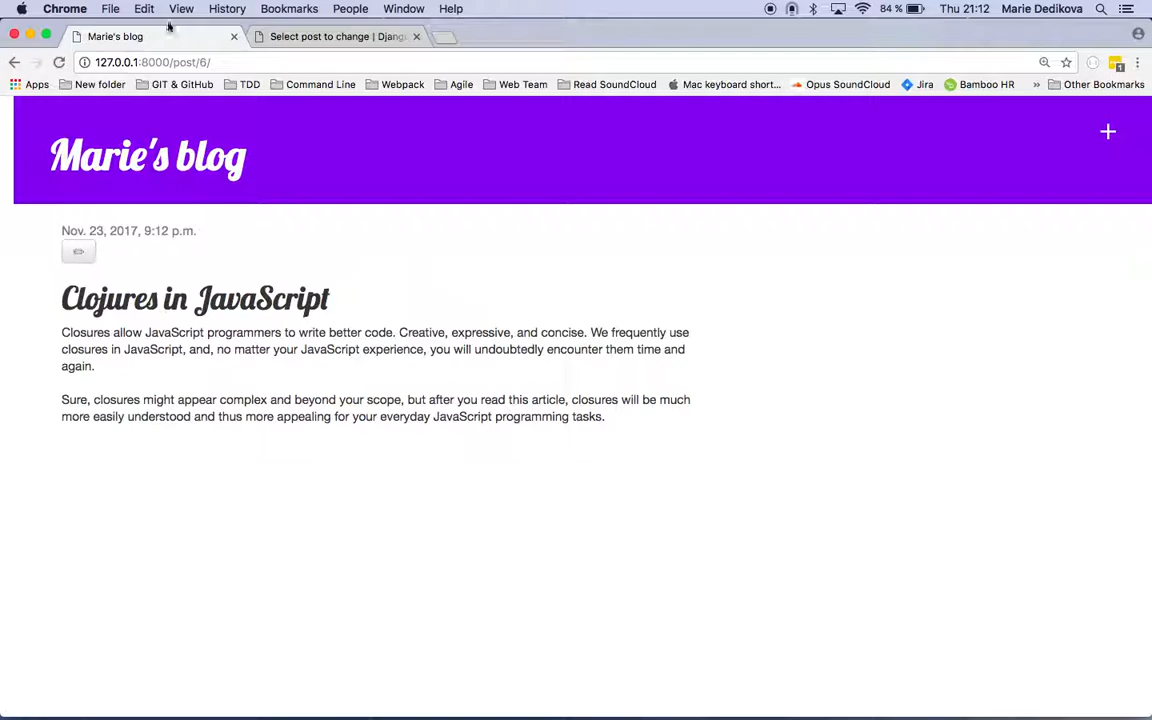 Chrome File Edit View History Bookmarks People Window Help 84 % Thu 21:12 Marie Dedikova
Marie's blog Select post to change | Djang
127.0.0.1:8000/post/6/
Apps New folder GIT & GitHub TDD Command Line Webpack Agile Web Team Read SoundCloud Mac keyboard short... Opus SoundCloud Jira Bamboo HR » Other Bookmarks
Marie's blog
+
Nov. 23, 2017, 9:12 p.m.
Clojures in JavaScript
Closures allow JavaScript programmers to write better code. Creative, expressive, and concise. We frequently use
closures in JavaScript, and, no matter your JavaScript experience, you will undoubtedly encounter them time and
again.
Sure, closures might appear complex and beyond your scope, but after you read this article, closures will be much
more easily understood and thus more appealing for your everyday JavaScript programming tasks.